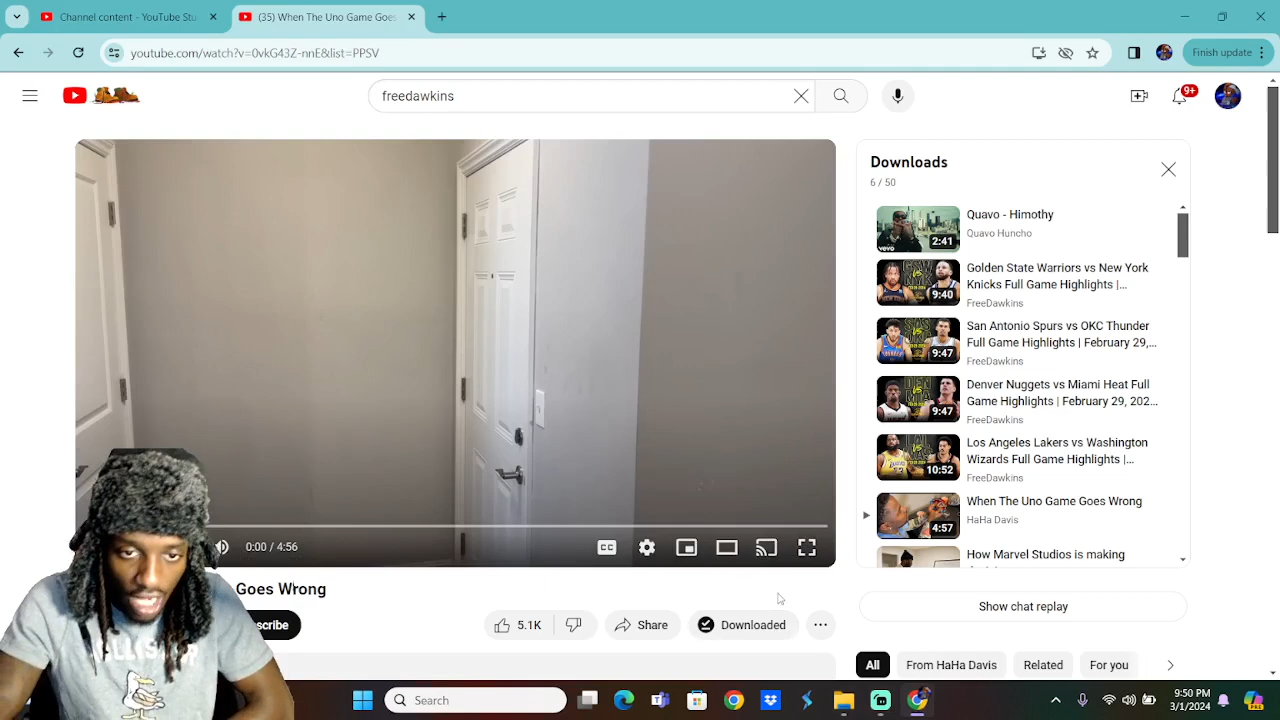 Channel content - YouTube Stu
(35) When The Uno Game Goes
youtube.com/watch?v=0vkG43Z-nnE&list=PPSV
Finish update
freedawkins
9+
Downloads
6 / 50
2:41
Quavo - Himothy
Quavo Huncho
9:40
Golden State Warriors vs New York
Knicks Full Game Highlights |...
FreeDawkins
9:47
San Antonio Spurs vs OKC Thunder
Full Game Highlights | February 29,...
FreeDawkins
9:47
Denver Nuggets vs Miami Heat Full
Game Highlights | February 29, 202...
FreeDawkins
10:52
Los Angeles Lakers vs Washington
Wizards Full Game Highlights |...
FreeDawkins
4:57
When The Uno Game Goes Wrong
HaHa Davis
How Marvel Studios is making
0:00 / 4:56
CC
Goes Wrong
scribe
5.1K
Share
Downloaded
Show chat replay
All
From HaHa Davis
Related
For you
Search
9:50 PM
3/1/2024